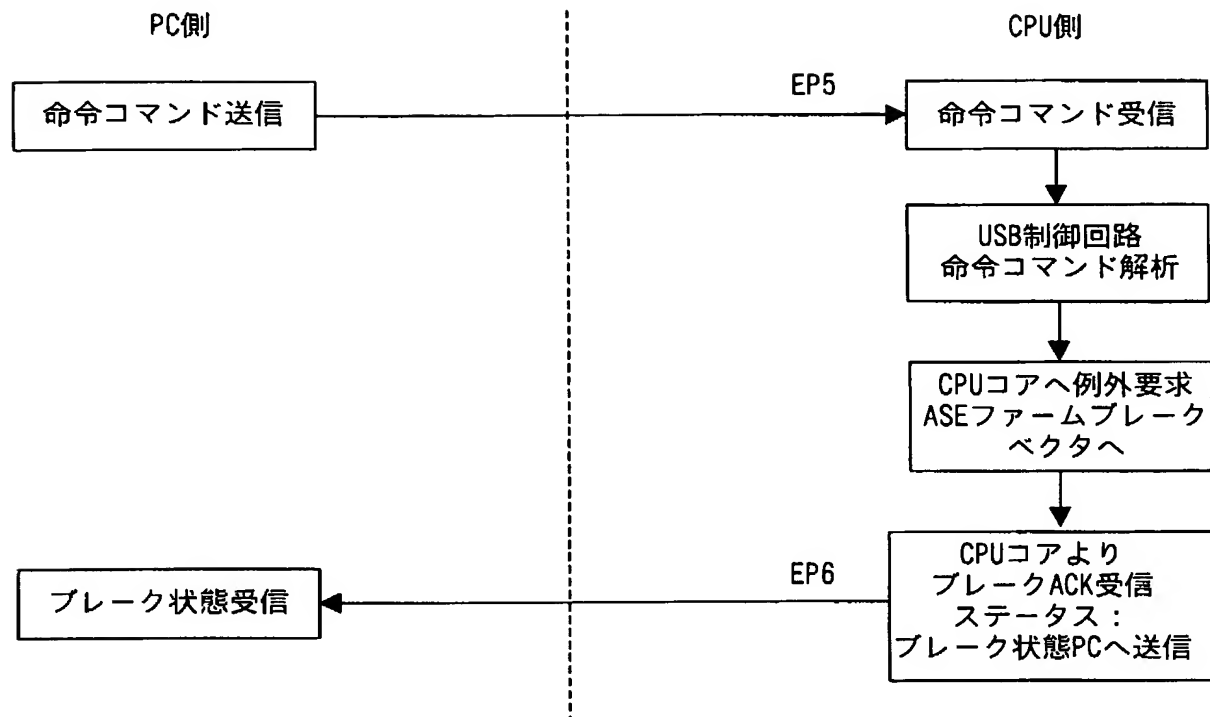 PC側
CPU側
命令コマンド送信
EP5
命令コマンド受信
USB制御回路
命令コマンド解析
CPUコアへ例外要求
ASEファームブレーク
ベクタへ
CPUコアより
ブレークACK受信
ステータス：
ブレーク状態PCへ送信
EP6
ブレーク状態受信